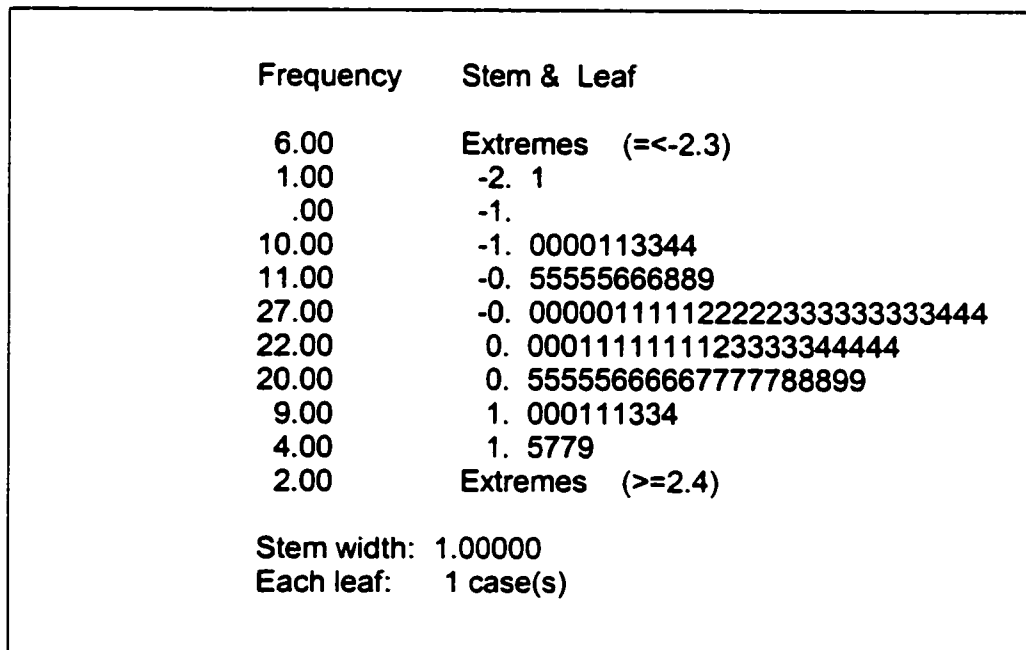 Frequency Stem & Leaf
6.00 Extremes (=<-2.3)
1.00 -2. 1
.00 -1.
10.00 -1. 0000113344
11.00 -0. 55555666889
27.00 -0. 000001111122222333333333444
22.00 0. 0001111111123333344444
20.00 0. 55555666667777788899
9.00 1. 000111334
4.00 1. 5779
2.00 Extremes (>=2.4)
Stem width: 1.00000
Each leaf: 1 case(s)